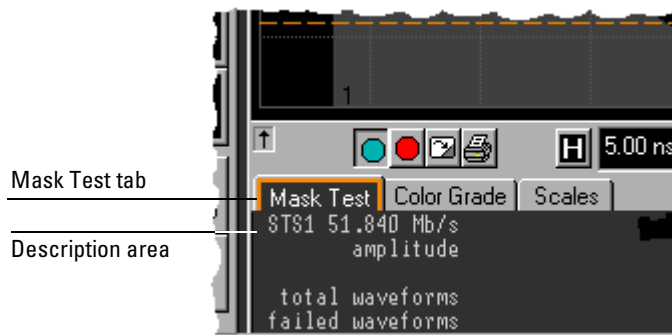 1
H 5.00 ns
Mask Test tab
Mask Test Color Grade Scales
STS1 51.840 Mb/s
Description area
amplitude
total waveforms
failed waveforms